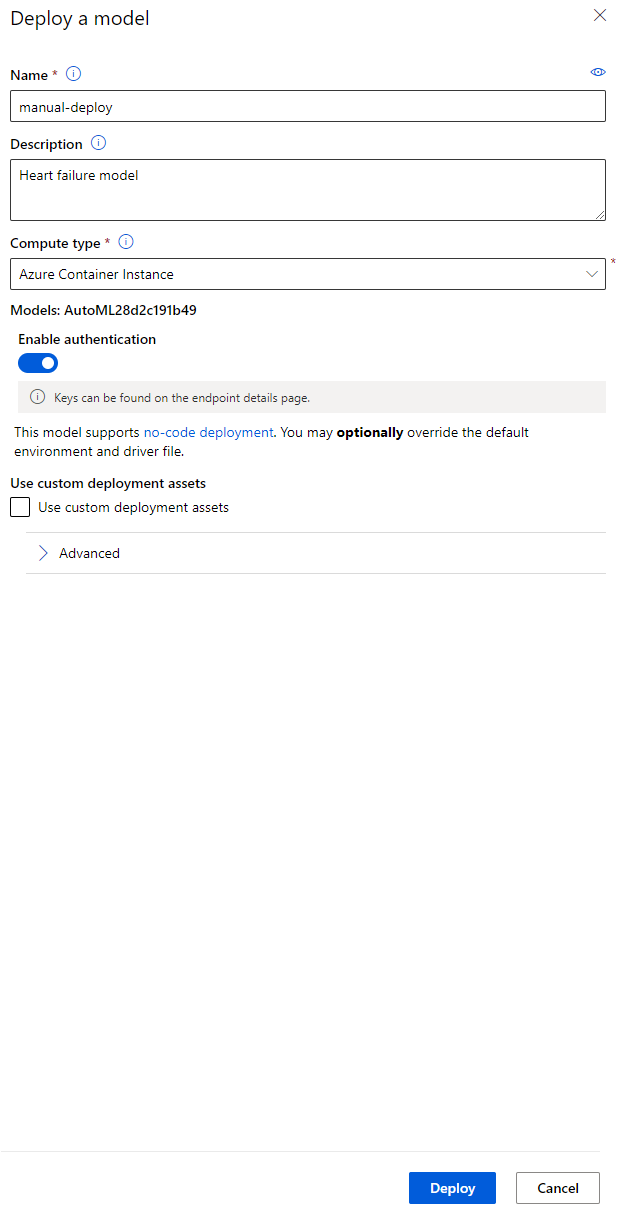 Deploy a model
Name *
manual-deploy
Description
Heart failure model
Compute type *
Azure Container Instance
*
Models: AutoML28d2c191b49
Enable authentication
Keys can be found on the endpoint details page.
This model supports no-code deployment. You may optionally override the default
environment and driver file.
Use custom deployment assets
Use custom deployment assets
Advanced
Deploy
Cancel